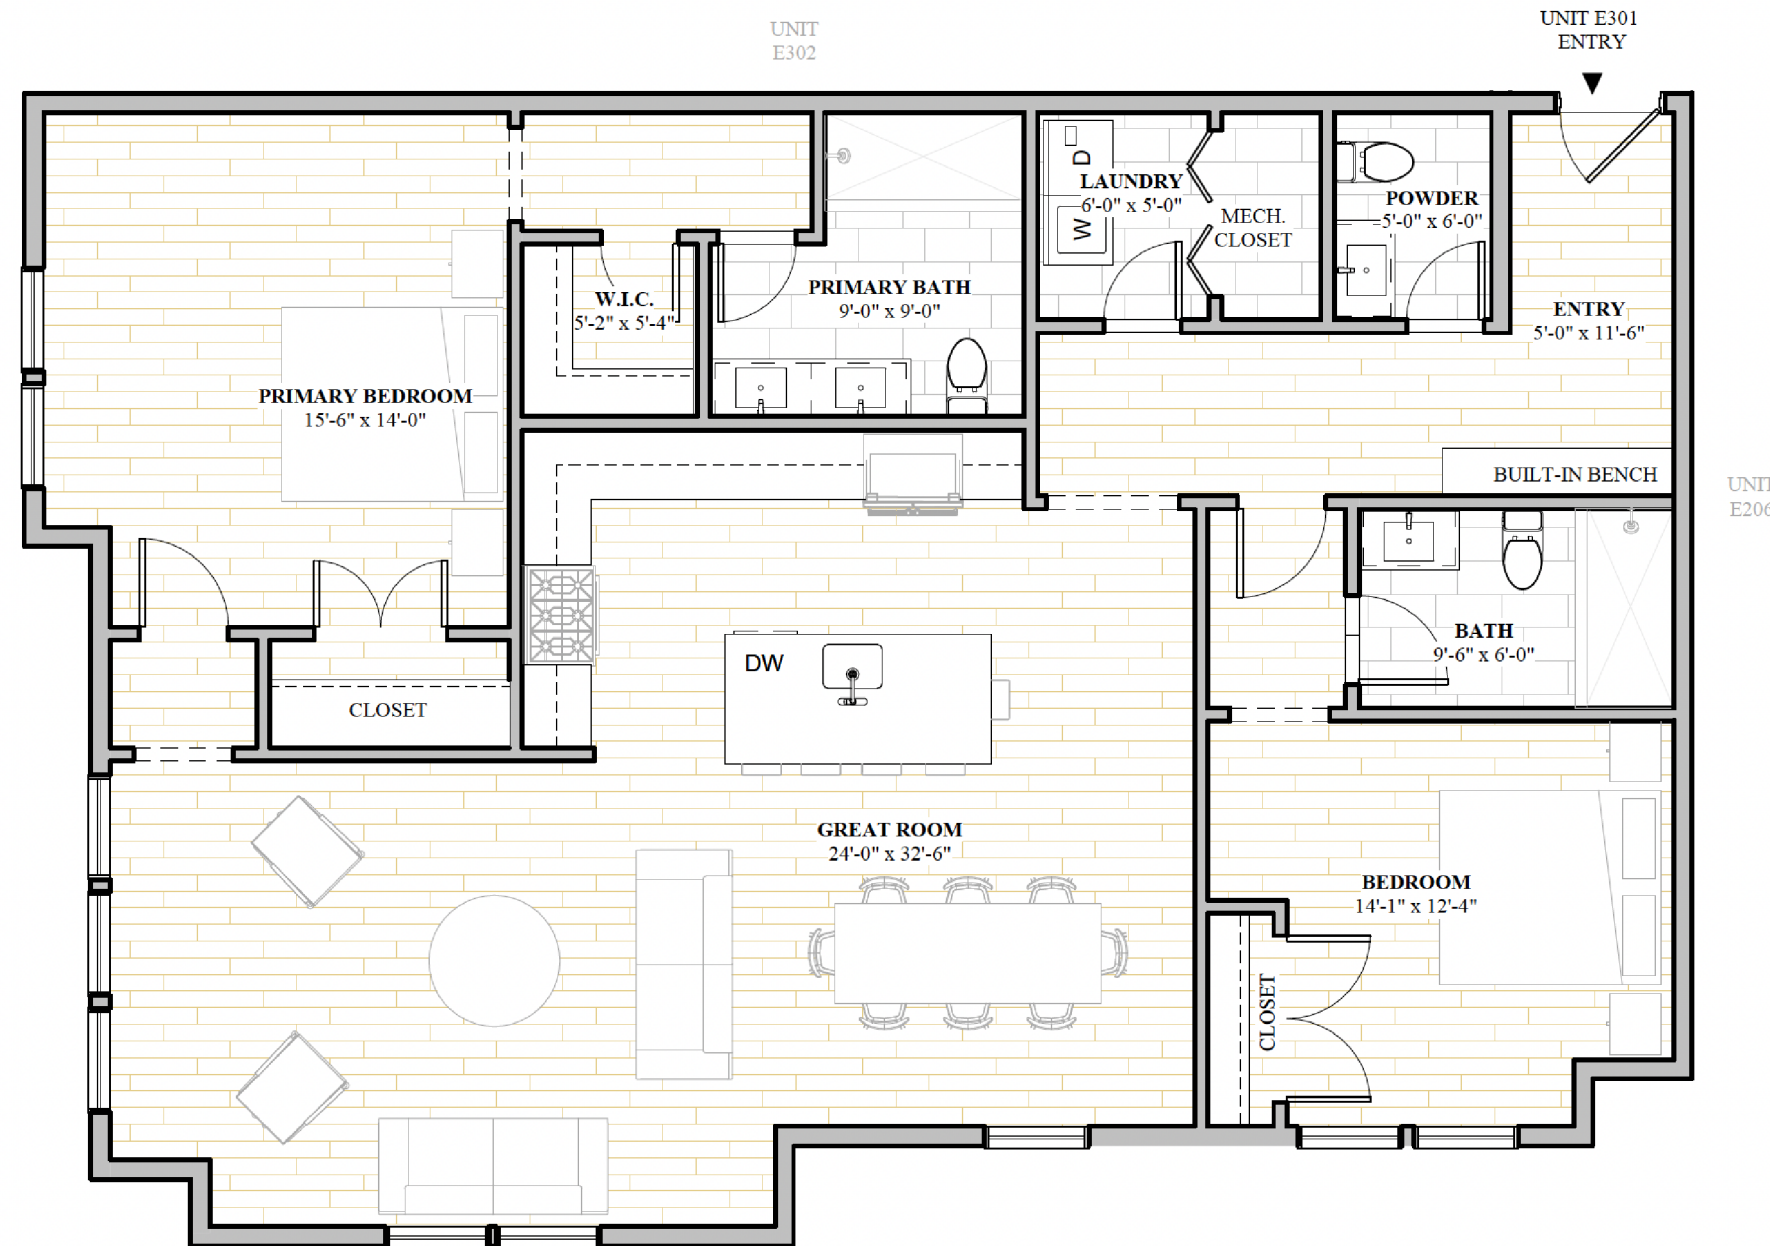 UNIT E301
ENTRY
UNIT
E302
D
LAUNDRY
6'-0" x 5'-0"
W
MECH.
CLOSET
POWDER
5'-0" x 6'-0"
W.I.C.
5'-2" x 5'-4"
PRIMARY BATH
9'-0" x 9'-0"
ENTRY
5'-0" x 11'-6"
PRIMARY BEDROOM
15'-6" x 14'-0"
BUILT-IN BENCH
UNIT
E206
BATH
9'-6" x 6'-0"
DW
CLOSET
GREAT ROOM
24'-0" x 32'-6"
BEDROOM
14'-1" x 12'-4"
CLOSET